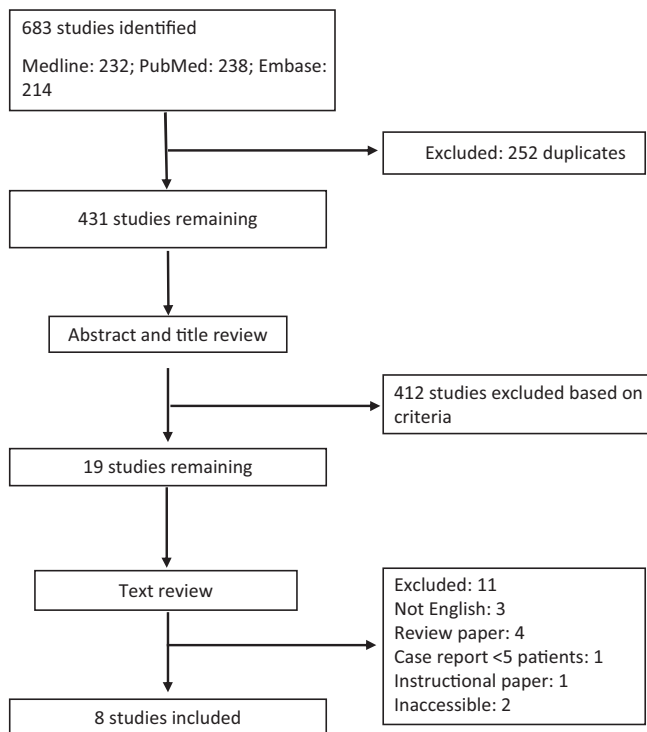 683 studies identified
Medline: 232; PubMed: 238; Embase:
214
Excluded: 252 duplicates
431 studies remaining
Abstract and title review
412 studies excluded based on
criteria
19 studies remaining
Text review
Excluded: 11
Not English: 3
Review paper: 4
Case report <5 patients: 1
Instructional paper: 1
Inaccessible: 2
8 studies included